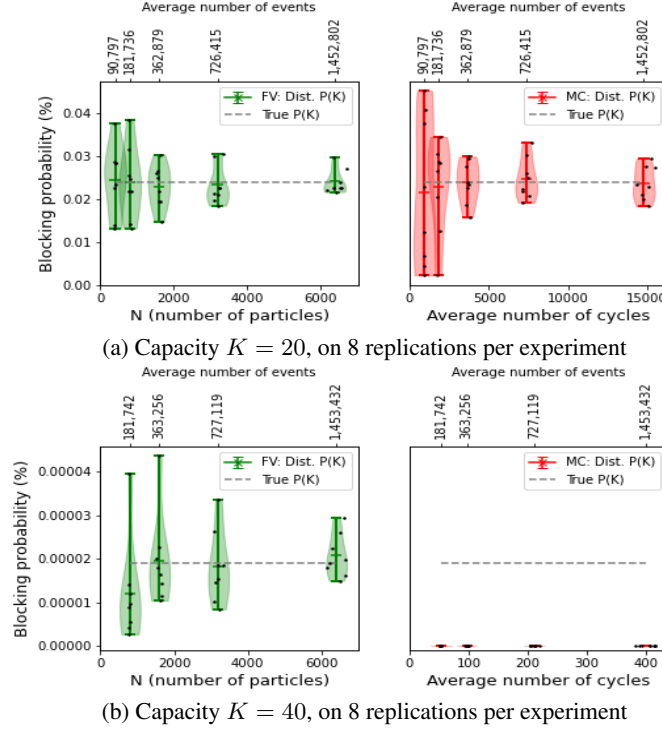 Average number of events
Average number of events
90,797
181,736
362,879
726,415
1,452,802
90,797
181,736
362,879
726,415
1,452,802
Blocking probability (%)
0.04
0.03
0.02
0.01
0.00
FV: Dist. P(K)
True P(K)
MC: Dist. P(K)
True P(K)
0 2000 4000 6000
0 5000 10000 15000
N (number of particles)
Average number of cycles
(a) Capacity K = 20, on 8 replications per experiment
Average number of events
Average number of events
181,742
363,256
727,119
1,453,432
181,742
363,256
727,119
1,453,432
Blocking probability (%)
0.00004
0.00003
0.00002
0.00001
0.00000
FV: Dist. P(K)
True P(K)
MC: Dist. P(K)
True P(K)
0 2000 4000 6000
0 100 200 300 400
N (number of particles)
Average number of cycles
(b) Capacity K = 40, on 8 replications per experiment